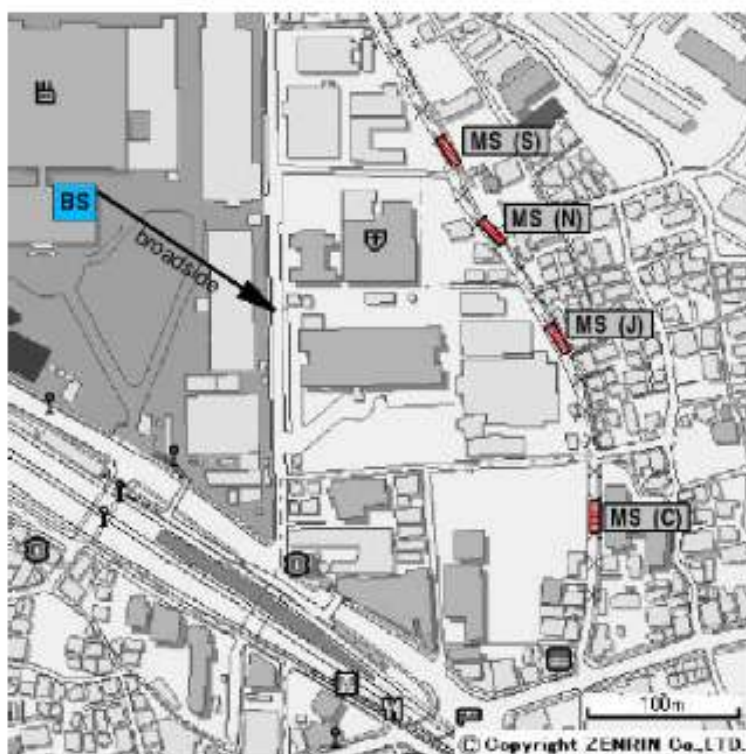 MS (S)
BS
MS (N)
broadside
MS (J)
MS (C)
100m
(C) Copyright ZENRIN Co.,LTD